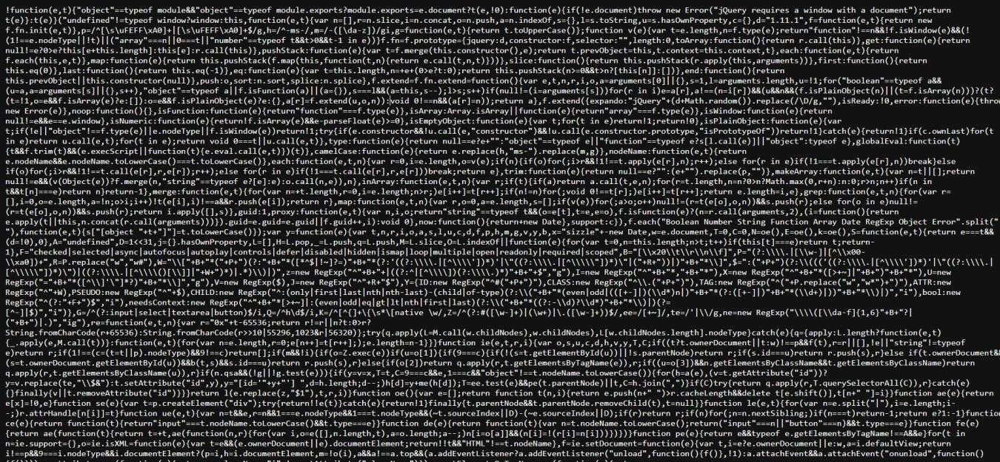 !function(e,t){"object"==typeof module&&"object"==typeof module.exports?module.exports=e.document?t(e,!0):function(e){if(!e.document)throw new Error("jQuery requires a window with a document");return
t(e)}:t(e)}("undefined"!=typeof window?window:this,function(e,t){var n=[],r=n.slice,i=n.concat,o=n.push,a=n.indexOf,s={},l=s.toString,u=s.hasOwnProperty,c={},d="1.11.1",f=function(e,t){return new
f.fn.init(e,t)},p=/^[\s\uFEFF\xA0]+|[\s\uFEFF\xA0]+$/g,h=/^-ms-/,m=/-([\da-z])/gi,g=function(e,t){return t.toUpperCase()};function v(e){var t=e.length,n=f.type(e);return"function"!==n&&!f.isWindow(e)&&(!
(1!==e.nodeType||!t)||("array"===n||0===t||"number"==typeof t&&t>0&&t-1 in e))}f.fn=f.prototype={jquery:d,constructor:f,selector:"",length:0,toArray:function(){return r.call(this)},get:function(e){return
null!=e?0>e?this[e+this.length]:this[e]:r.call(this)},pushStack:function(e){var t=f.merge(this.constructor(),e);return t.prevObject=this,t.context=this.context,t},each:function(e,t){return
f.each(this,e,t)},map:function(e){return this.pushStack(f.map(this,function(t,n){return e.call(t,n,t)}))},slice:function(){return this.pushStack(r.apply(this,arguments))},first:function(){return
this.eq(0)},last:function(){return this.eq(-1)},eq:function(e){var t=this.length,n=+e+(0>e?t:0);return this.pushStack(n>=0&&t>n?[this[n]]:[])},end:function(){return
this.prevObject||this.constructor(null)},push:o,sort:n.sort,splice:n.splice},f.extend=f.fn.extend=function(){var e,t,n,r,i,o,a=arguments[0]||{},s=1,l=arguments.length,u=!1;for("boolean"==typeof a&&
(u=a,a=arguments[s]||{},s++),"object"==typeof a||f.isFunction(a)||(a={}),s===l&&(a=this,s--);l>s;s++)if(null!=(i=arguments[s]))for(r in i)e=a[r],a!==(n=i[r])&&(u&&n&&(f.isPlainObject(n)||(t=f.isArray(n)))?(t?
(t=!1,o=e&&f.isArray(e)?e:[]):o=e&&f.isPlainObject(e)?e:{},a[r]=f.extend(u,o,n)):void 0!==n&&(a[r]=n));return a},f.extend({expando:"jQuery"+(d+Math.random()).replace(/\D/g,""),isReady:!0,error:function(e){throw
new Error(e)},noop:function(){},isFunction:function(e){return"function"===f.type(e)},isArray:Array.isArray||function(e){return"array"===f.type(e)},isWindow:function(e){return
null!=e&&e==e.window},isNumeric:function(e){return!f.isArray(e)&&e-parseFloat(e)>=0},isEmptyObject:function(e){var t;for(t in e)return!1;return!0},isPlainObject:function(e){var
t;if(!e||"object"!==f.type(e)||e.nodeType||f.isWindow(e))return!1;try{if(e.constructor&&!u.call(e,"constructor")&&!u.call(e.constructor.prototype,"isPrototypeOf"))return!1}catch(e){return!1}if(c.ownLast)for(t
in e)return u.call(e,t);for(t in e);return void 0===t||u.call(e,t)},type:function(e){return null==e?e+"":"object"==typeof e||"function"==typeof e?s[l.call(e)]||"object":typeof e},globalEval:function(t)
{t&&f.trim(t)&&(e.execScript||function(t){e.eval.call(e,t)})(t)},camelCase:function(e){return e.replace(h,"ms-").replace(m,g)},nodeName:function(e,t){return
e.nodeName&&e.nodeName.toLowerCase()===t.toLowerCase()},each:function(e,t,n){var r=0,i=e.length,o=v(e);if(n){if(o)for(;i>r&&!1!==t.apply(e[r],n);r++);else for(r in e)if(!1===t.apply(e[r],n))break}else
if(o)for(;i>r&&!1!==t.call(e[r],r,e[r]);r++);else for(r in e)if(!1===t.call(e[r],r,e[r]))break;return e},trim:function(e){return null==e?"":(e+"").replace(p,"")},makeArray:function(e,t){var n=t||[];return
null!=e&&(v(Object(e))?f.merge(n,"string"==typeof e?[e]:e):o.call(n,e)),n},inArray:function(e,t,n){var r;if(t){if(a)return a.call(t,e,n);for(r=t.length,n=n?0>n?Math.max(0,r+n):n:0;r>n;n++)if(n in
t&&t[n]===e)return n}return-1},merge:function(e,t){for(var n=+t.length,r=0,i=e.length;n>r;)e[i++]=t[r++];if(n!=n)for(;void 0!==t[r];)e[i++]=t[r++];return e.length=i,e},grep:function(e,t,n){for(var r=
[],i=0,o=e.length,a=!n;o>i;i++)!t(e[i],i)!==a&&r.push(e[i]);return r},map:function(e,t,n){var r,o=0,a=e.length,s=[];if(v(e))for(;a>o;o++)null!=(r=t(e[o],o,n))&&s.push(r);else for(o in e)null!=
(r=t(e[o],o,n))&&s.push(r);return i.apply([],s)},guid:1,proxy:function(e,t){var n,i,o;return"string"==typeof t&&(o=e[t],t=e,e=o),f.isFunction(e)?(n=r.call(arguments,2),(i=function(){return
e.apply(t||this,n.concat(r.call(arguments)))}).guid=e.guid=e.guid||f.guid++,i):void 0},now:function(){return+new Date},support:c}),f.each("Boolean Number String Function Array Date RegExp Object Error".split("
"),function(e,t){s["[object "+t+"]"]=t.toLowerCase()});var y=function(e){var t,n,r,i,o,a,s,l,u,c,d,f,p,h,m,g,v,y,b,x="sizzle"+-new Date,w=e.document,T=0,C=0,N=oe(),E=oe(),k=oe(),S=function(e,t){return e===t&&
(d=!0),0},A="undefined",D=1<<31,j={}.hasOwnProperty,L=[],H=L.pop,_=L.push,q=L.push,M=L.slice,O=L.indexOf||function(e){for(var t=0,n=this.length;n>t;t++)if(this[t]===e)return t;return-
1},F="checked|selected|async|autofocus|autoplay|controls|defer|disabled|hidden|ismap|loop|multiple|open|readonly|required|scoped",B="[\\x20\\t\\r\\n\\f]",P="(?:\\\\.|[\\w-]|[^\\x00-
\\xa0])+",R=P.replace("w","w#"),W="\\["+B+"*("+P+")(?:"+B+"*([*^$|!~]?=)"+B+"*(?:'((?:\\\\.|[^\\\\'])*)'|\"((?:\\\\.|[^\\\\\"])*)\"|("+R+"))|)"+B+"*\\]",$=":("+P+")(?:\\((('((?:\\\\.|[^\\\\'])*)'|\"((?:\\\\.|
[^\\\\\"])*)\")|((?:\\\\.|[^\\\\()[\\]]|"+W+")*)|.*)\\)|)",z=new RegExp("^"+B+"+|((?:^|[^\\\\])(?:\\\\.)*)"+B+"+$","g"),I=new RegExp("^"+B+"*,"+B+"*"),X=new RegExp("^"+B+"*([>+~]|"+B+")"+B+"*"),U=new
RegExp("="+B+"*([^\\]'\"]*?)"+B+"*\\]","g"),V=new RegExp($),J=new RegExp("^"+R+"$"),Y={ID:new RegExp("^#("+P+")"),CLASS:new RegExp("^\\.("+P+")"),TAG:new RegExp("^("+P.replace("w","w*")+")"),ATTR:new
RegExp("^"+W),PSEUDO:new RegExp("^"+$),CHILD:new RegExp("^:(only|first|last|nth|nth-last)-(child|of-type)(?:\\("+B+"*(even|odd|(([+-]|)(\\d*)n|)"+B+"*(?:([+-]|)"+B+"*(\\d+)|))"+B+"*\\)|)","i"),bool:new
RegExp("^(?:"+F+")$","i"),needsContext:new RegExp("^"+B+"*[>+~]|:(even|odd|eq|gt|lt|nth|first|last)(?:\\("+B+"*((?:-\\d)?\\d*)"+B+"*\\)|)(?=
[^-]|$)","i")},G=/^(?:input|select|textarea|button)$/i,Q=/^h\d$/i,K=/^[^{]+\{\s*\[native \w/,Z=/^(?:#([\w-]+)|(\w+)|\.([\w-]+))$/,ee=/[+~]/,te=/'|\\/g,ne=new RegExp("\\\\([\\da-f]{1,6}"+B+"?|
("+B+")|.)","ig"),re=function(e,t,n){var r="0x"+t-65536;return r!=r||n?t:0>r?
String.fromCharCode(r+65536):String.fromCharCode(r>>10|55296,1023&r|56320)};try{q.apply(L=M.call(w.childNodes),w.childNodes),L[w.childNodes.length].nodeType}catch(e){q={apply:L.length?function(e,t)
{_.apply(e,M.call(t))}:function(e,t){for(var n=e.length,r=0;e[n++]=t[r++];);e.length=n-1}}}function ie(e,t,r,i){var o,s,u,c,d,h,v,y,T,C;if((t?t.ownerDocument||t:w)!==p&&f(t),r=r||[],!e||"string"!=typeof
e)return r;if(1!==(c=(t=t||p).nodeType)&&9!==c)return[];if(m&&!i){if(o=Z.exec(e))if(u=o[1]){if(9===c){if(!(s=t.getElementById(u))||!s.parentNode)return r;if(s.id===u)return r.push(s),r}else if(t.ownerDocument&&
(s=t.ownerDocument.getElementById(u))&&b(t,s)&&s.id===u)return r.push(s),r}else{if(o[2])return q.apply(r,t.getElementsByTagName(e)),r;if((u=o[3])&&n.getElementsByClassName&&t.getElementsByClassName)return
q.apply(r,t.getElementsByClassName(u)),r}if(n.qsa&&(!g||!g.test(e))){if(y=v=x,T=t,C=9===c&&e,1===c&&"object"!==t.nodeName.toLowerCase()){for(h=a(e),(v=t.getAttribute("id"))?
y=v.replace(te,"\\$&"):t.setAttribute("id",y),y="[id='"+y+"'] ",d=h.length;d--;)h[d]=y+me(h[d]);T=ee.test(e)&&pe(t.parentNode)||t,C=h.join(",")}if(C)try{return q.apply(r,T.querySelectorAll(C)),r}catch(e)
{}finally{v||t.removeAttribute("id")}}}return l(e.replace(z,"$1"),t,r,i)}function oe(){var e=[];return function t(n,i){return e.push(n+" ")>r.cacheLength&&delete t[e.shift()],t[n+" "]=i}}function ae(e){return
e[x]=!0,e}function se(e){var t=p.createElement("div");try{return!!e(t)}catch(e){return!1}finally{t.parentNode&&t.parentNode.removeChild(t),t=null}}function le(e,t){for(var n=e.split("|"),i=e.length;i-
-;)r.attrHandle[n[i]]=t}function ue(e,t){var n=t&&e,r=n&&1===e.nodeType&&1===t.nodeType&&(~t.sourceIndex||D)-(~e.sourceIndex||D);if(r)return r;if(n)for(;n=n.nextSibling;)if(n===t)return-1;return e?1:-1}function
ce(e){return function(t){return"input"===t.nodeName.toLowerCase()&&t.type===e}}function de(e){return function(t){var n=t.nodeName.toLowerCase();return("input"===n||"button"===n)&&t.type===e}}function fe(e)
{return ae(function(t){return t=+t,ae(function(n,r){for(var i,o=e([],n.length,t),a=o.length;a--;)n[i=o[a]]&&(n[i]=!(r[i]=n[i]))})})}function pe(e){return e&&typeof e.getElementsByTagName!==A&&e}for(t in
n=ie.support={},o=ie.isXML=function(e){var t=e&&(e.ownerDocument||e).documentElement;return!!t&&"HTML"!==t.nodeName},f=ie.setDocument=function(e){var t,i=e?e.ownerDocument||e:w,a=i.defaultView;return
i!==p&&9===i.nodeType&&i.documentElement?(p=i,h=i.documentElement,m=!o(i),a&&a!==a.top&&(a.addEventListener?a.addEventListener("unload",function(){f()},!1):a.attachEvent&&a.attachEvent("onunload",function()